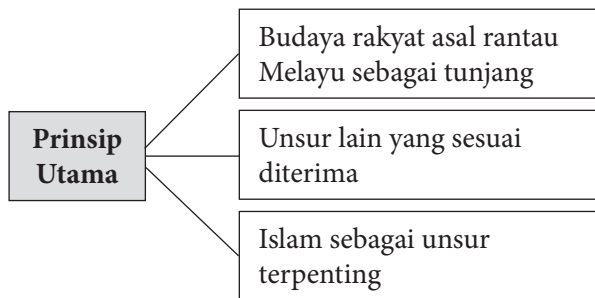 Prinsip
Utama
Budaya rakyat asal rantau
Melayu sebagai tunjang
Unsur lain yang sesuai
diterima
Islam sebagai unsur
terpenting